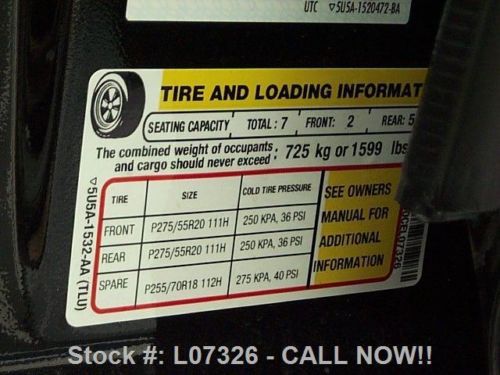 UTC ▽5U5A-1520472-BA
TIRE AND LOADING INFORMAT
SEATING CAPACITY TOTAL: 7 FRONT: 2 REAR: 5
The combined weight of occupants
and cargo should never exceed: 725 kg or 1599 lbs
TIRE SIZE COLD TIRE PRESSURE
FRONT P275/55R20 111H 250 KPA, 36 PSI
REAR P275/55R20 111H 250 KPA, 36 PSI
SPARE P255/70R18 112H 275 KPA, 40 PSI
SEE OWNERS
MANUAL FOR
ADDITIONAL
INFORMATION
▽5U5A-1532-AA (TLU)
Stock #: L07326 - CALL NOW!!